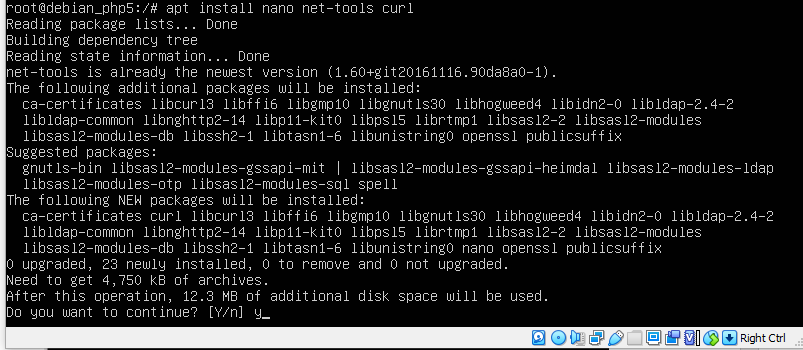 root@debian_php5:/# apt install nano net-tools curl
Reading package lists... Done
Building dependency tree
Reading state information... Done
net-tools is already the newest version (1.60+git20161116.90da8a0-1).
The following additional packages will be installed:
ca-certificates libcurl3 libffi6 libgmp10 libgnutls30 libhogweed4 libidn2-0 libldap-2.4-2
libldap-common libnghttp2-14 libp11-kit0 libpsl5 librtmp1 libsasl2-2 libsasl2-modules
libsasl2-modules-db libssh2-1 libtasn1-6 libunistring0 openssl publicsuffix
Suggested packages:
gnutls-bin libsasl2-modules-gssapi-mit | libsasl2-modules-gssapi-heimdal libsasl2-modules-ldap
libsasl2-modules-otp libsasl2-modules-sql spell
The following NEW packages will be installed:
ca-certificates curl libcurl3 libffi6 libgmp10 libgnutls30 libhogweed4 libidn2-0 libldap-2.4-2
libldap-common libnghttp2-14 libp11-kit0 libpsl5 librtmp1 libsasl2-2 libsasl2-modules
libsasl2-modules-db libssh2-1 libtasn1-6 libunistring0 nano openssl publicsuffix
0 upgraded, 23 newly installed, 0 to remove and 0 not upgraded.
Need to get 4,750 kB of archives.
After this operation, 12.3 MB of additional disk space will be used.
Do you want to continue? [Y/n] y_
Right Ctrl